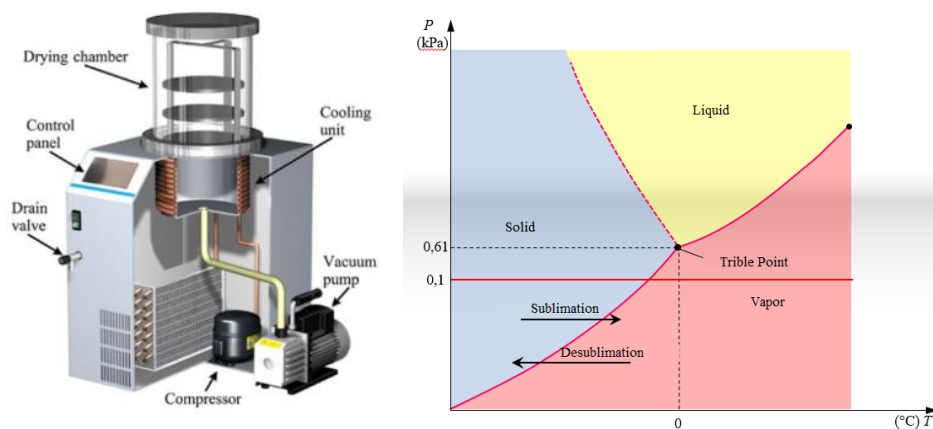 Drying chamber
Control
panel
Drain
valve
Cooling
unit
Vacuum
pump
Compressor
P
(kPa)
Liquid
Solid
0,61
Trible Point
0,1
Vapor
Sublimation
Desublimation
0
(°C) T